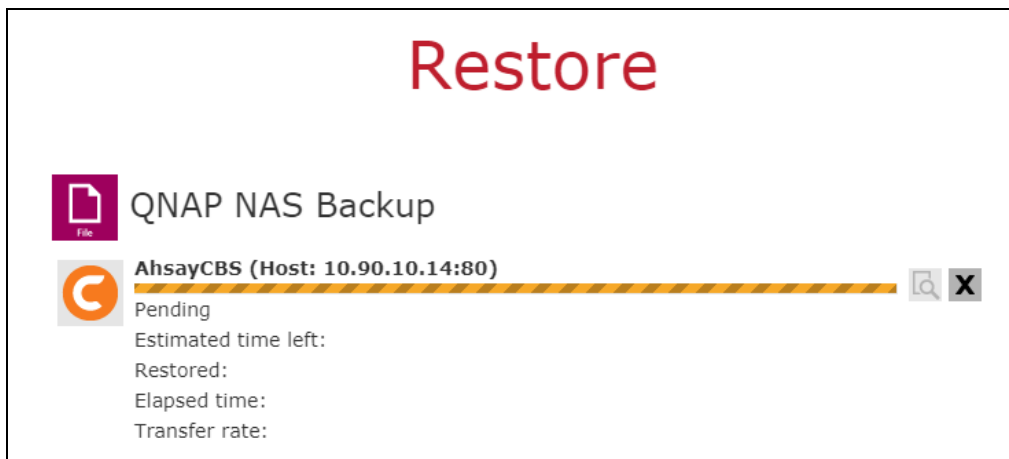 Restore
File
QNAP NAS Backup
AhsayCBS (Host: 10.90.10.14:80)
X
Pending
Estimated time left:
Restored:
Elapsed time:
Transfer rate: